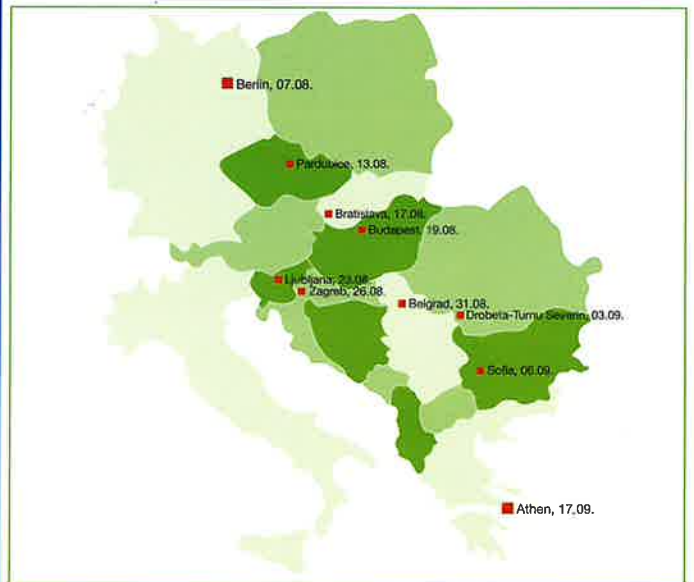 Berlin, 07.08.
Pardubice, 13.08.
Bratislava, 17.08.
Budapest, 19.08.
Ljubljana, 23.08.
Zagreb, 26.08.
Belgrad, 31.08.
Drobeta-Turnu Severin, 03.09.
Sofia, 06.09.
Athen, 17.09.